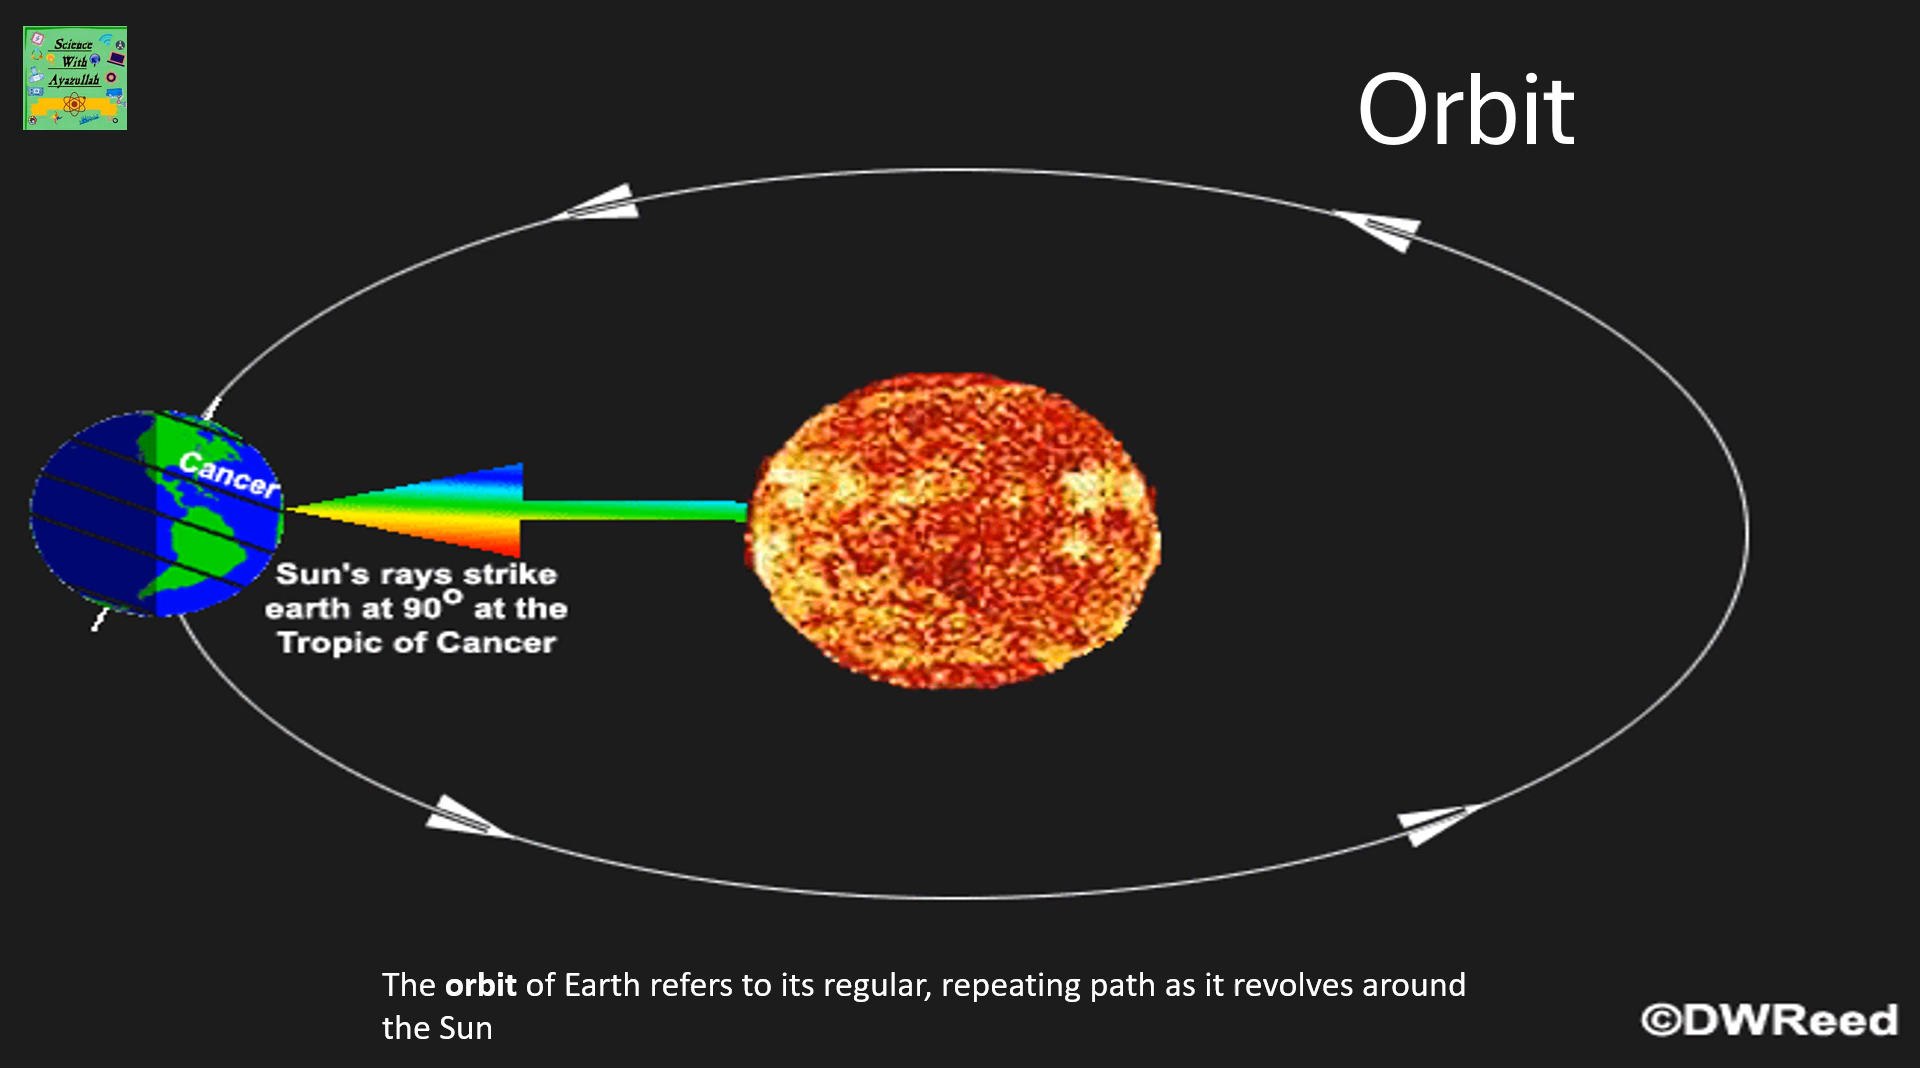 Science
With
Ayazullah
Orbit
Cancer
Sun's rays strike
earth at 90° at the
Tropic of Cancer
The orbit of Earth refers to its regular, repeating path as it revolves around
the Sun
©DWReed